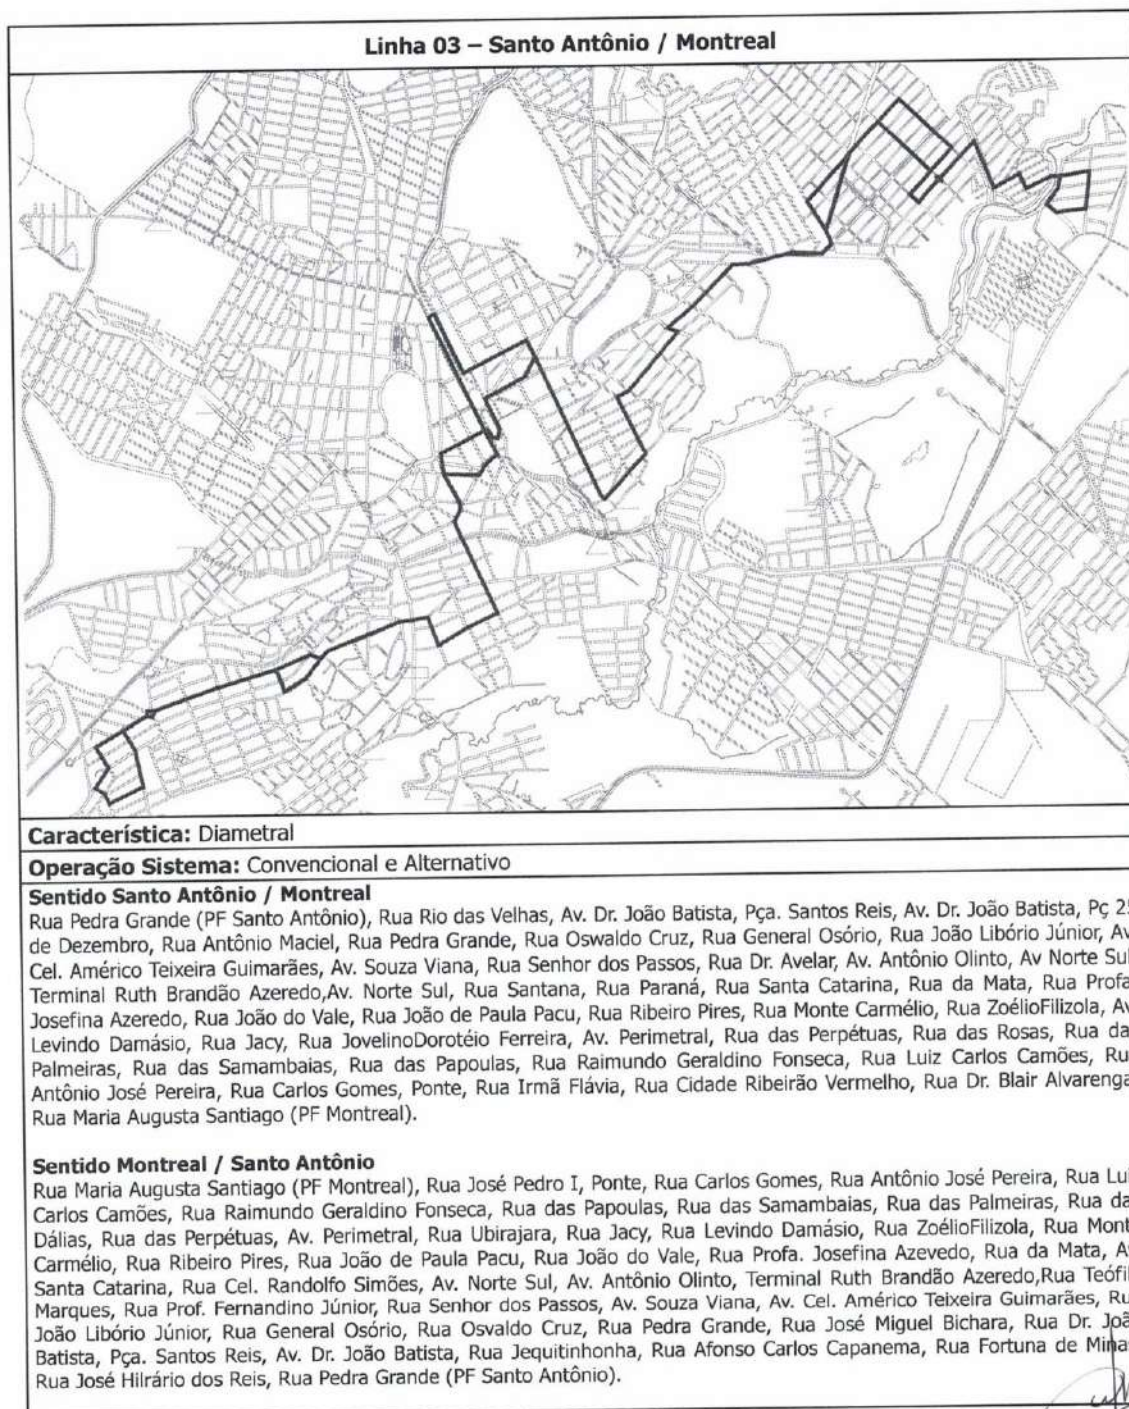 Linha 03 – Santo Antônio / Montreal
Característica: Diametral
Operação Sistema: Convencional e Alternativo
Sentido Santo Antônio / Montreal
Rua Pedra Grande (PF Santo Antônio), Rua Rio das Velhas, Av. Dr. João Batista, Pça. Santos Reis, Av. Dr. João Batista, Pç 25
de Dezembro, Rua Antônio Maciel, Rua Pedra Grande, Rua Oswaldo Cruz, Rua General Osório, Rua João Libório Júnior, Av
Cel. Américo Teixeira Guimarães, Av. Souza Viana, Rua Senhor dos Passos, Rua Dr. Avelar, Av. Antônio Olinto, Av Norte Sul
Terminal Ruth Brandão Azeredo,Av. Norte Sul, Rua Santana, Rua Paraná, Rua Santa Catarina, Rua da Mata, Rua Profa
Josefina Azeredo, Rua João do Vale, Rua João de Paula Pacu, Rua Ribeiro Pires, Rua Monte Carmélio, Rua ZoélioFilizola, Av
Levindo Damásio, Rua Jacy, Rua JovelinoDorotéio Ferreira, Av. Perimetral, Rua das Perpétuas, Rua das Rosas, Rua da
Palmeiras, Rua das Samambaias, Rua das Papoulas, Rua Raimundo Geraldino Fonseca, Rua Luiz Carlos Camões, Ru
Antônio José Pereira, Rua Carlos Gomes, Ponte, Rua Irmã Flávia, Rua Cidade Ribeirão Vermelho, Rua Dr. Blair Alvarenga
Rua Maria Augusta Santiago (PF Montreal).
Sentido Montreal / Santo Antônio
Rua Maria Augusta Santiago (PF Montreal), Rua José Pedro I, Ponte, Rua Carlos Gomes, Rua Antônio José Pereira, Rua Lui
Carlos Camões, Rua Raimundo Geraldino Fonseca, Rua das Papoulas, Rua das Samambaias, Rua das Palmeiras, Rua da
Dálias, Rua das Perpétuas, Av. Perimetral, Rua Ubirajara, Rua Jacy, Rua Levindo Damásio, Rua ZoélioFilizola, Rua Mont
Carmélio, Rua Ribeiro Pires, Rua João de Paula Pacu, Rua João do Vale, Rua Profa. Josefina Azevedo, Rua da Mata, Av
Santa Catarina, Rua Cel. Randolfo Simões, Av. Norte Sul, Av. Antônio Olinto, Terminal Ruth Brandão Azeredo,Rua Teófil
Marques, Rua Prof. Fernandino Júnior, Rua Senhor dos Passos, Av. Souza Viana, Av. Cel. Américo Teixeira Guimarães, Ru
João Libório Júnior, Rua General Osório, Rua Osvaldo Cruz, Rua Pedra Grande, Rua José Miguel Bichara, Rua Dr. Joã
Batista, Pça. Santos Reis, Av. Dr. João Batista, Rua Jequitinhonha, Rua Afonso Carlos Capanema, Rua Fortuna de Minas
Rua José Hilrário dos Reis, Rua Pedra Grande (PF Santo Antônio).